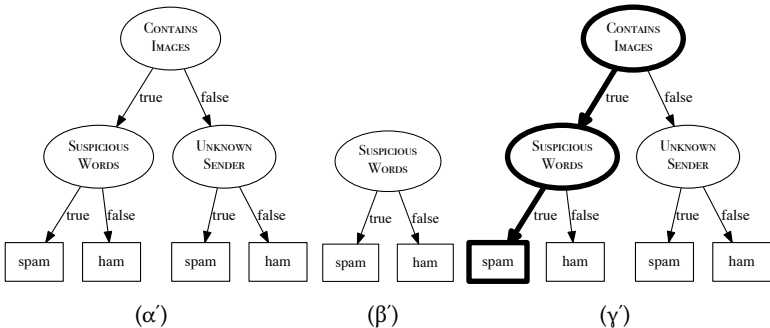 CONTAINS
IMAGES
true
false
SUSPICIOUS
WORDS
UNKNOWN
SENDER
true
false
true
false
spam
ham
spam
ham
(α′)
SUSPICIOUS
WORDS
true
false
spam
ham
(β′)
CONTAINS
IMAGES
true
false
SUSPICIOUS
WORDS
UNKNOWN
SENDER
true
false
true
false
spam
ham
spam
ham
(γ′)